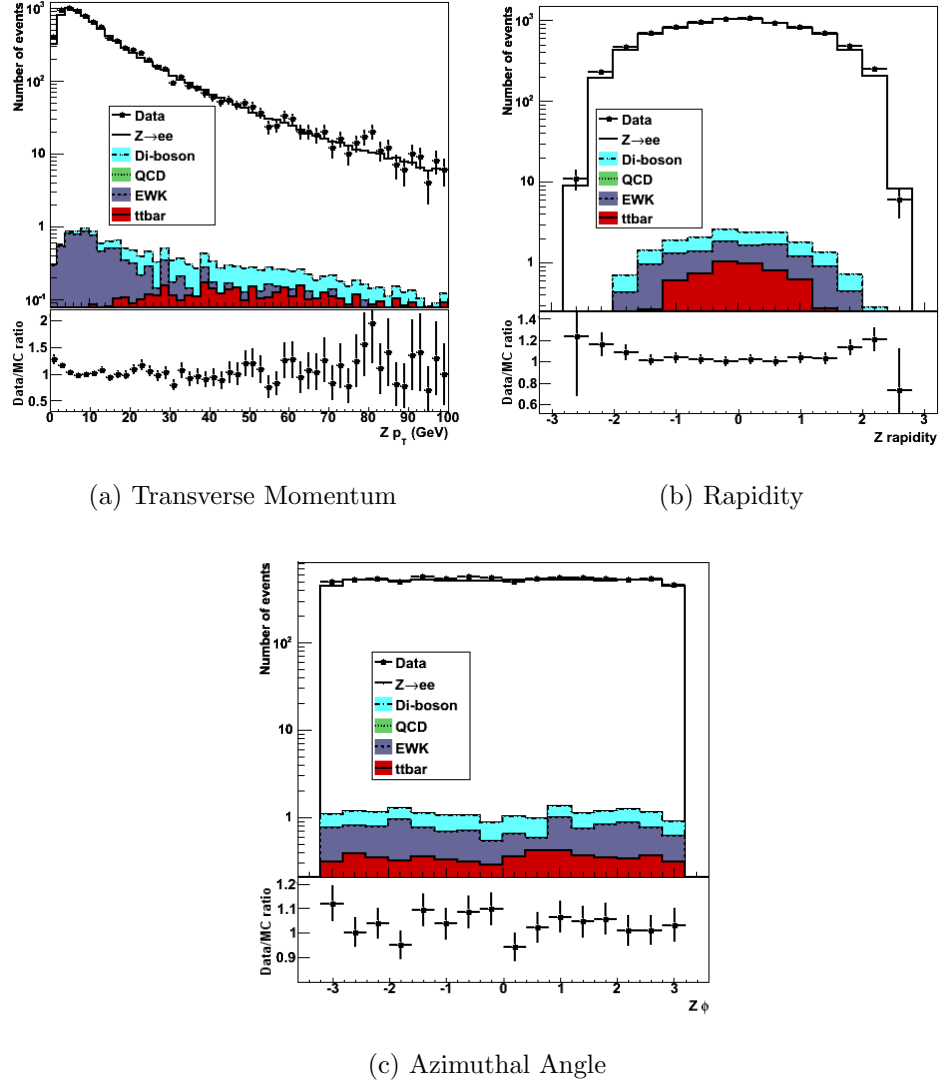 Number of events
10³
10²
10
1
10⁻¹
Data
Z→ee
Di-boson
QCD
EWK
ttbar
Data/MC ratio
2
1.5
1
0.5
0 10 20 30 40 50 60 70 80 90 100
Z p_T (GeV)
(a) Transverse Momentum
Number of events
10³
10²
10
1
Data
Z→ee
Di-boson
QCD
EWK
ttbar
Data/MC ratio
1.4
1.2
1.0
0.8
0.6
-3 -2 -1 0 1 2 3
Z rapidity
(b) Rapidity
Number of events
10²
10
1
Data
Z→ee
Di-boson
QCD
EWK
ttbar
Data/MC ratio
1.2
1.1
1
0.9
-3 -2 -1 0 1 2 3
Z ϕ
(c) Azimuthal Angle